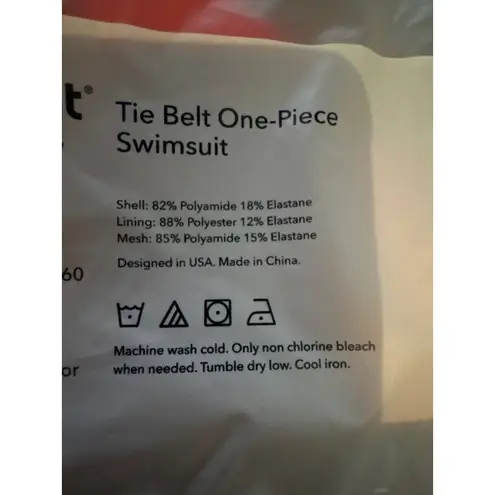 t®
Tie Belt One-Piece
Swimsuit
Shell: 82% Polyamide 18% Elastane
Lining: 88% Polyester 12% Elastane
Mesh: 85% Polyamide 15% Elastane
Designed in USA. Made in China.
60
Machine wash cold. Only non chlorine bleach
or
when needed. Tumble dry low. Cool iron.